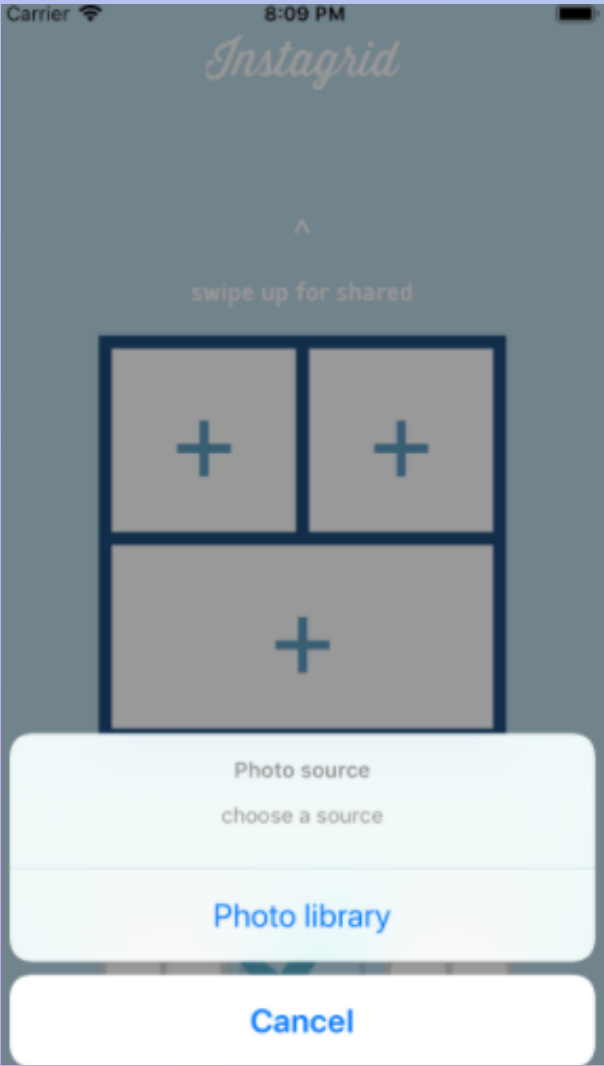 Carrier 8:09 PM
Instagrid
^
swipe up for shared
+ +
+
Photo source
choose a source
Photo library
Cancel